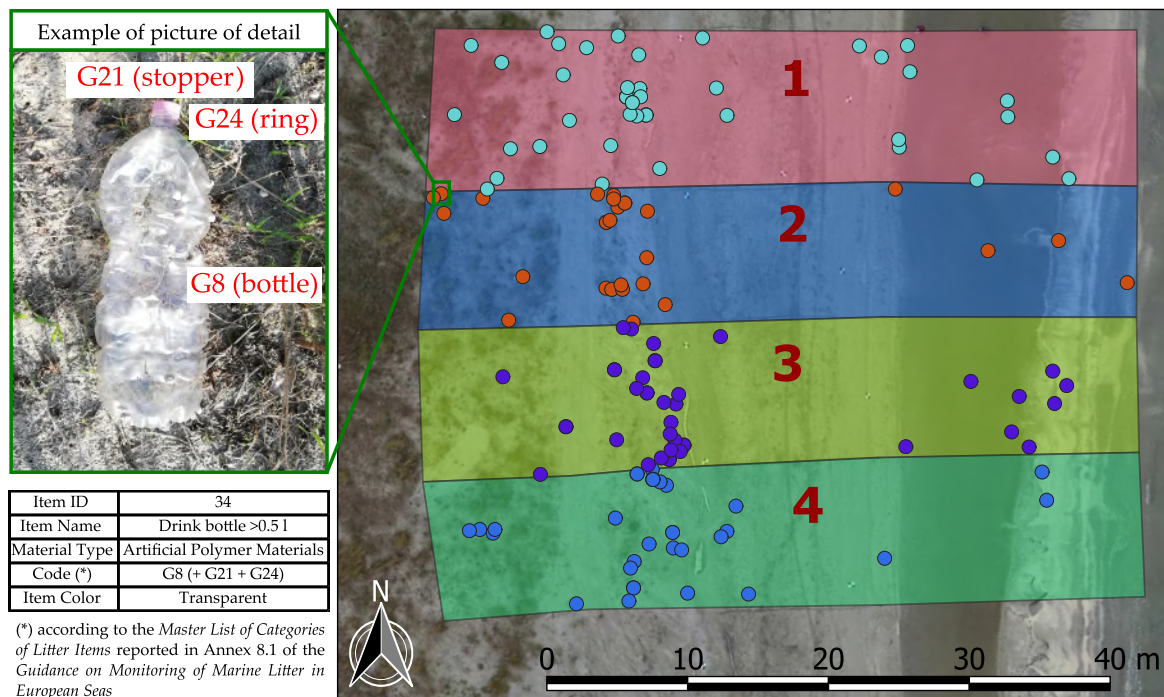 Example of picture of detail
G21 (stopper)
G24 (ring)
G8 (bottle)
Item ID 34
Item Name Drink bottle >0.5 l
Material Type Artificial Polymer Materials
Code (*) G8 (+ G21 + G24)
Item Color Transparent
(*) according to the Master List of Categories
of Litter Items reported in Annex 8.1 of the
Guidance on Monitoring of Marine Litter in
European Seas
1
2
3
4
N
0 10 20 30 40 m